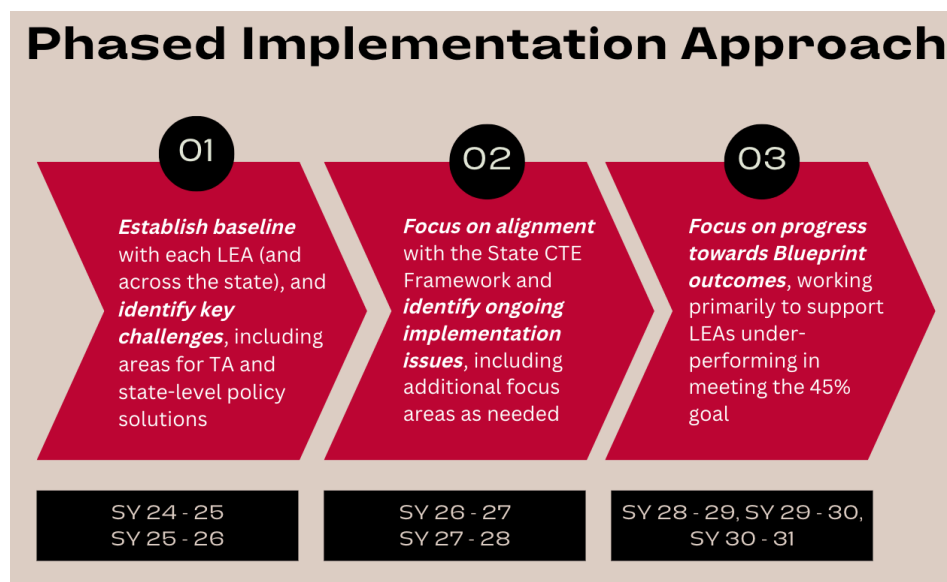 Phased Implementation Approach
01
Establish baseline
with each LEA (and
across the state), and
identify key
challenges, including
areas for TA and
state-level policy
solutions
SY 24 - 25
SY 25 - 26
02
Focus on alignment
with the State CTE
Framework and
identify ongoing
implementation
issues, including
additional focus
areas as needed
SY 26 - 27
SY 27 - 28
03
Focus on progress
towards Blueprint
outcomes, working
primarily to support
LEAs under-
performing in
meeting the 45%
goal
SY 28 - 29, SY 29 - 30,
SY 30 - 31